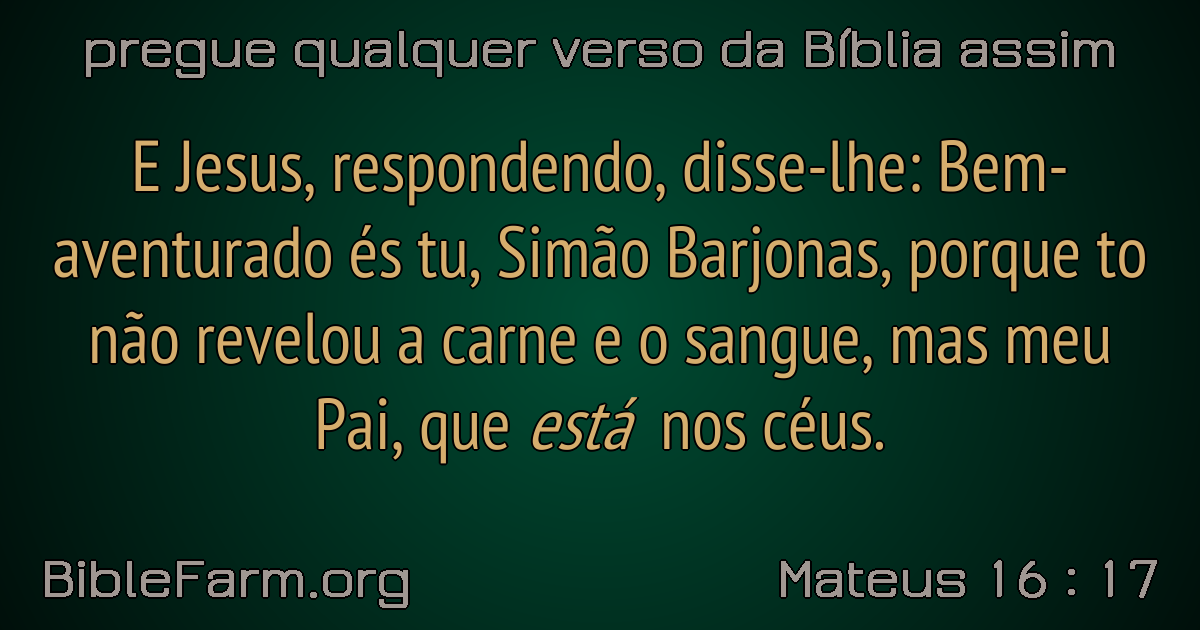 pregue qualquer verso da Bíblia assim
E Jesus, respondendo, disse-lhe: Bem-
aventurado és tu, Simão Barjonas, porque to
não revelou a carne e o sangue, mas meu
Pai, que está nos céus.
BibleFarm.org
Mateus 16 : 17